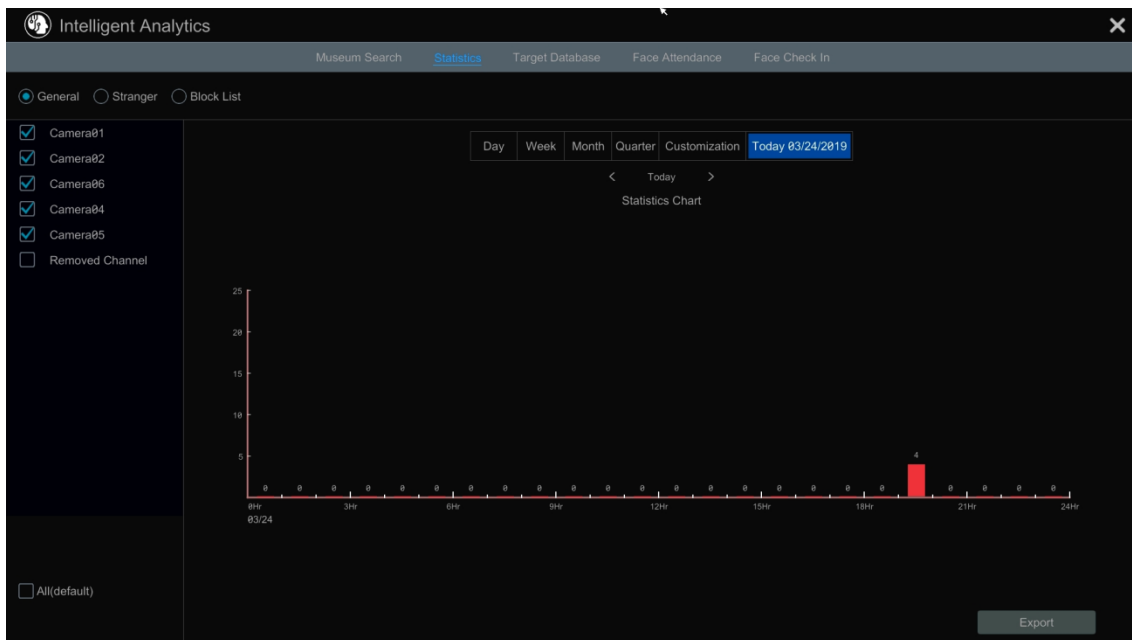 Intelligent Analytics
Museum Search Statistics Target Database Face Attendance Face Check In
General Stranger Block List
Camera01
Camera02
Camera06
Camera04
Camera05
Removed Channel
All(default)
Day Week Month Quarter Customization Today 03/24/2019
< Today >
Statistics Chart
25
20
15
10
5
0 0 0 0 0 0 0 0 0 0 0 0 0 0 0 0 0 0 0 4 0 0 0 0
0Hr 3Hr 6Hr 9Hr 12Hr 15Hr 18Hr 21Hr 24Hr
03/24
Export